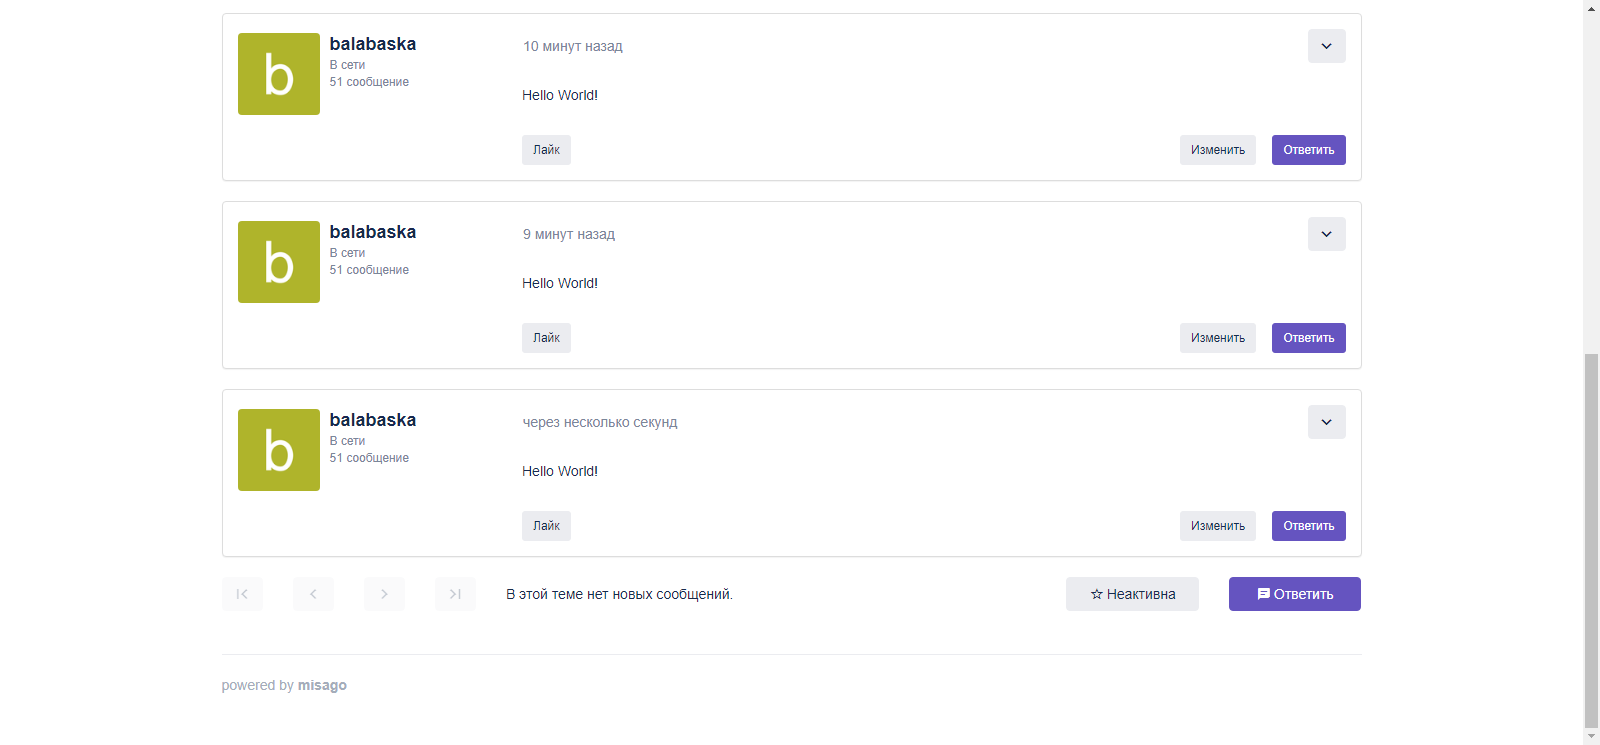 b
balabaska
В сети
51 сообщение
10 минут назад
Hello World!
Лайк
Изменить
Ответить
b
balabaska
В сети
51 сообщение
9 минут назад
Hello World!
Лайк
Изменить
Ответить
b
balabaska
В сети
51 сообщение
через несколько секунд
Hello World!
Лайк
Изменить
Ответить
В этой теме нет новых сообщений.
Неактивна
Ответить
powered by misago